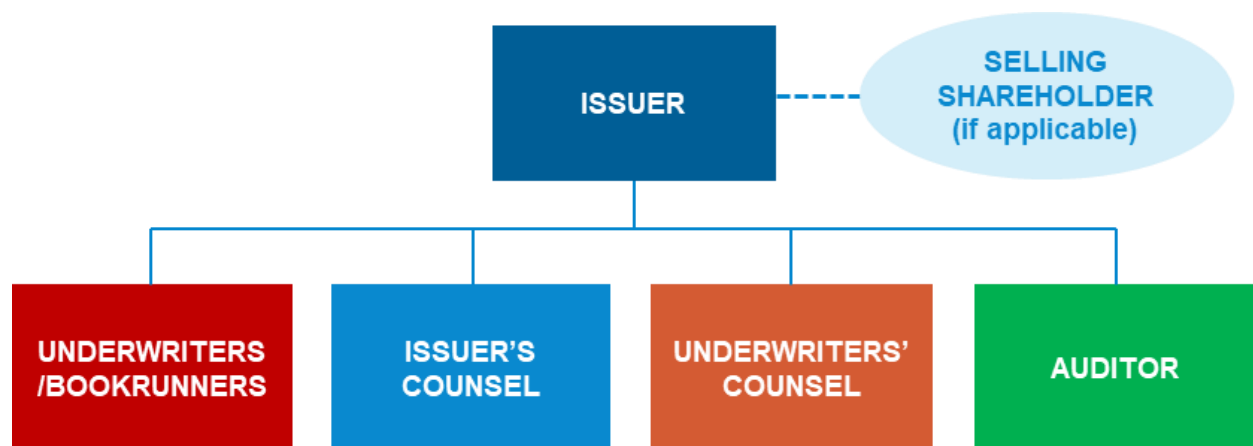 ISSUER
SELLING
SHAREHOLDER
(if applicable)
UNDERWRITERS
/BOOKRUNNERS
ISSUER’S
COUNSEL
UNDERWRITERS’
COUNSEL
AUDITOR